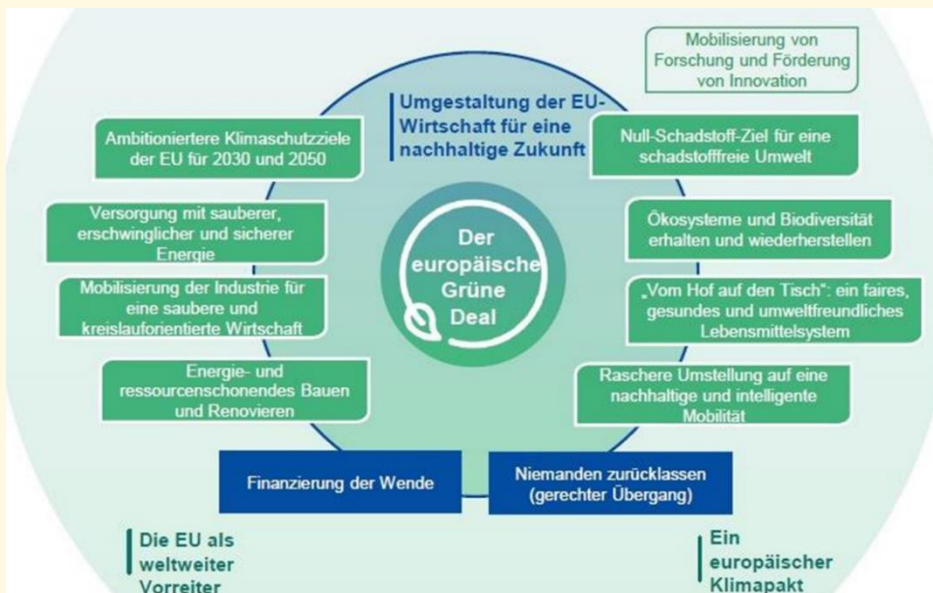 Mobilisierung von
Forschung und Förderung
von Innovation
Umgestaltung der EU-
Wirtschaft für eine
nachhaltige Zukunft
Ambitioniertere Klimaschutzziele
der EU für 2030 und 2050
Null-Schadstoff-Ziel für eine
schadstofffreie Umwelt
Versorgung mit sauberer,
erschwinglicher und sicherer
Energie
Ökosysteme und Biodiversität
erhalten und wiederherstellen
Der
europäische
Grüne
Deal
Mobilisierung der Industrie für
eine saubere und
kreislauforientierte Wirtschaft
„Vom Hof auf den Tisch“: ein faires,
gesundes und umweltfreundliches
Lebensmittelsystem
Energie- und
ressourcenschonendes Bauen
und Renovieren
Raschere Umstellung auf eine
nachhaltige und intelligente
Mobilität
Finanzierung der Wende
Niemanden zurücklassen
(gerechter Übergang)
Die EU als
weltweiter
Vorreiter
Ein
europäischer
Klimapakt